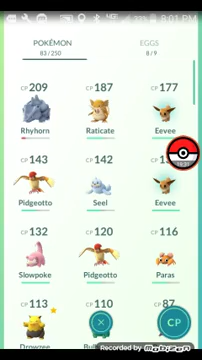 8:01 PM
POKÉMON
EGGS
83 / 250
8/9
CP 209
CP 187
CP 177
Rhyhorn
Raticate
Eevee
CP 143
CP 142
Pidgeotto
Seel
Eevee
CP 132
CP 120
CP 116
Slowpoke
Pidgeotto
Paras
CP 113
CP 110
CP 87
Drowzee
CP
Recorded by Mobizen